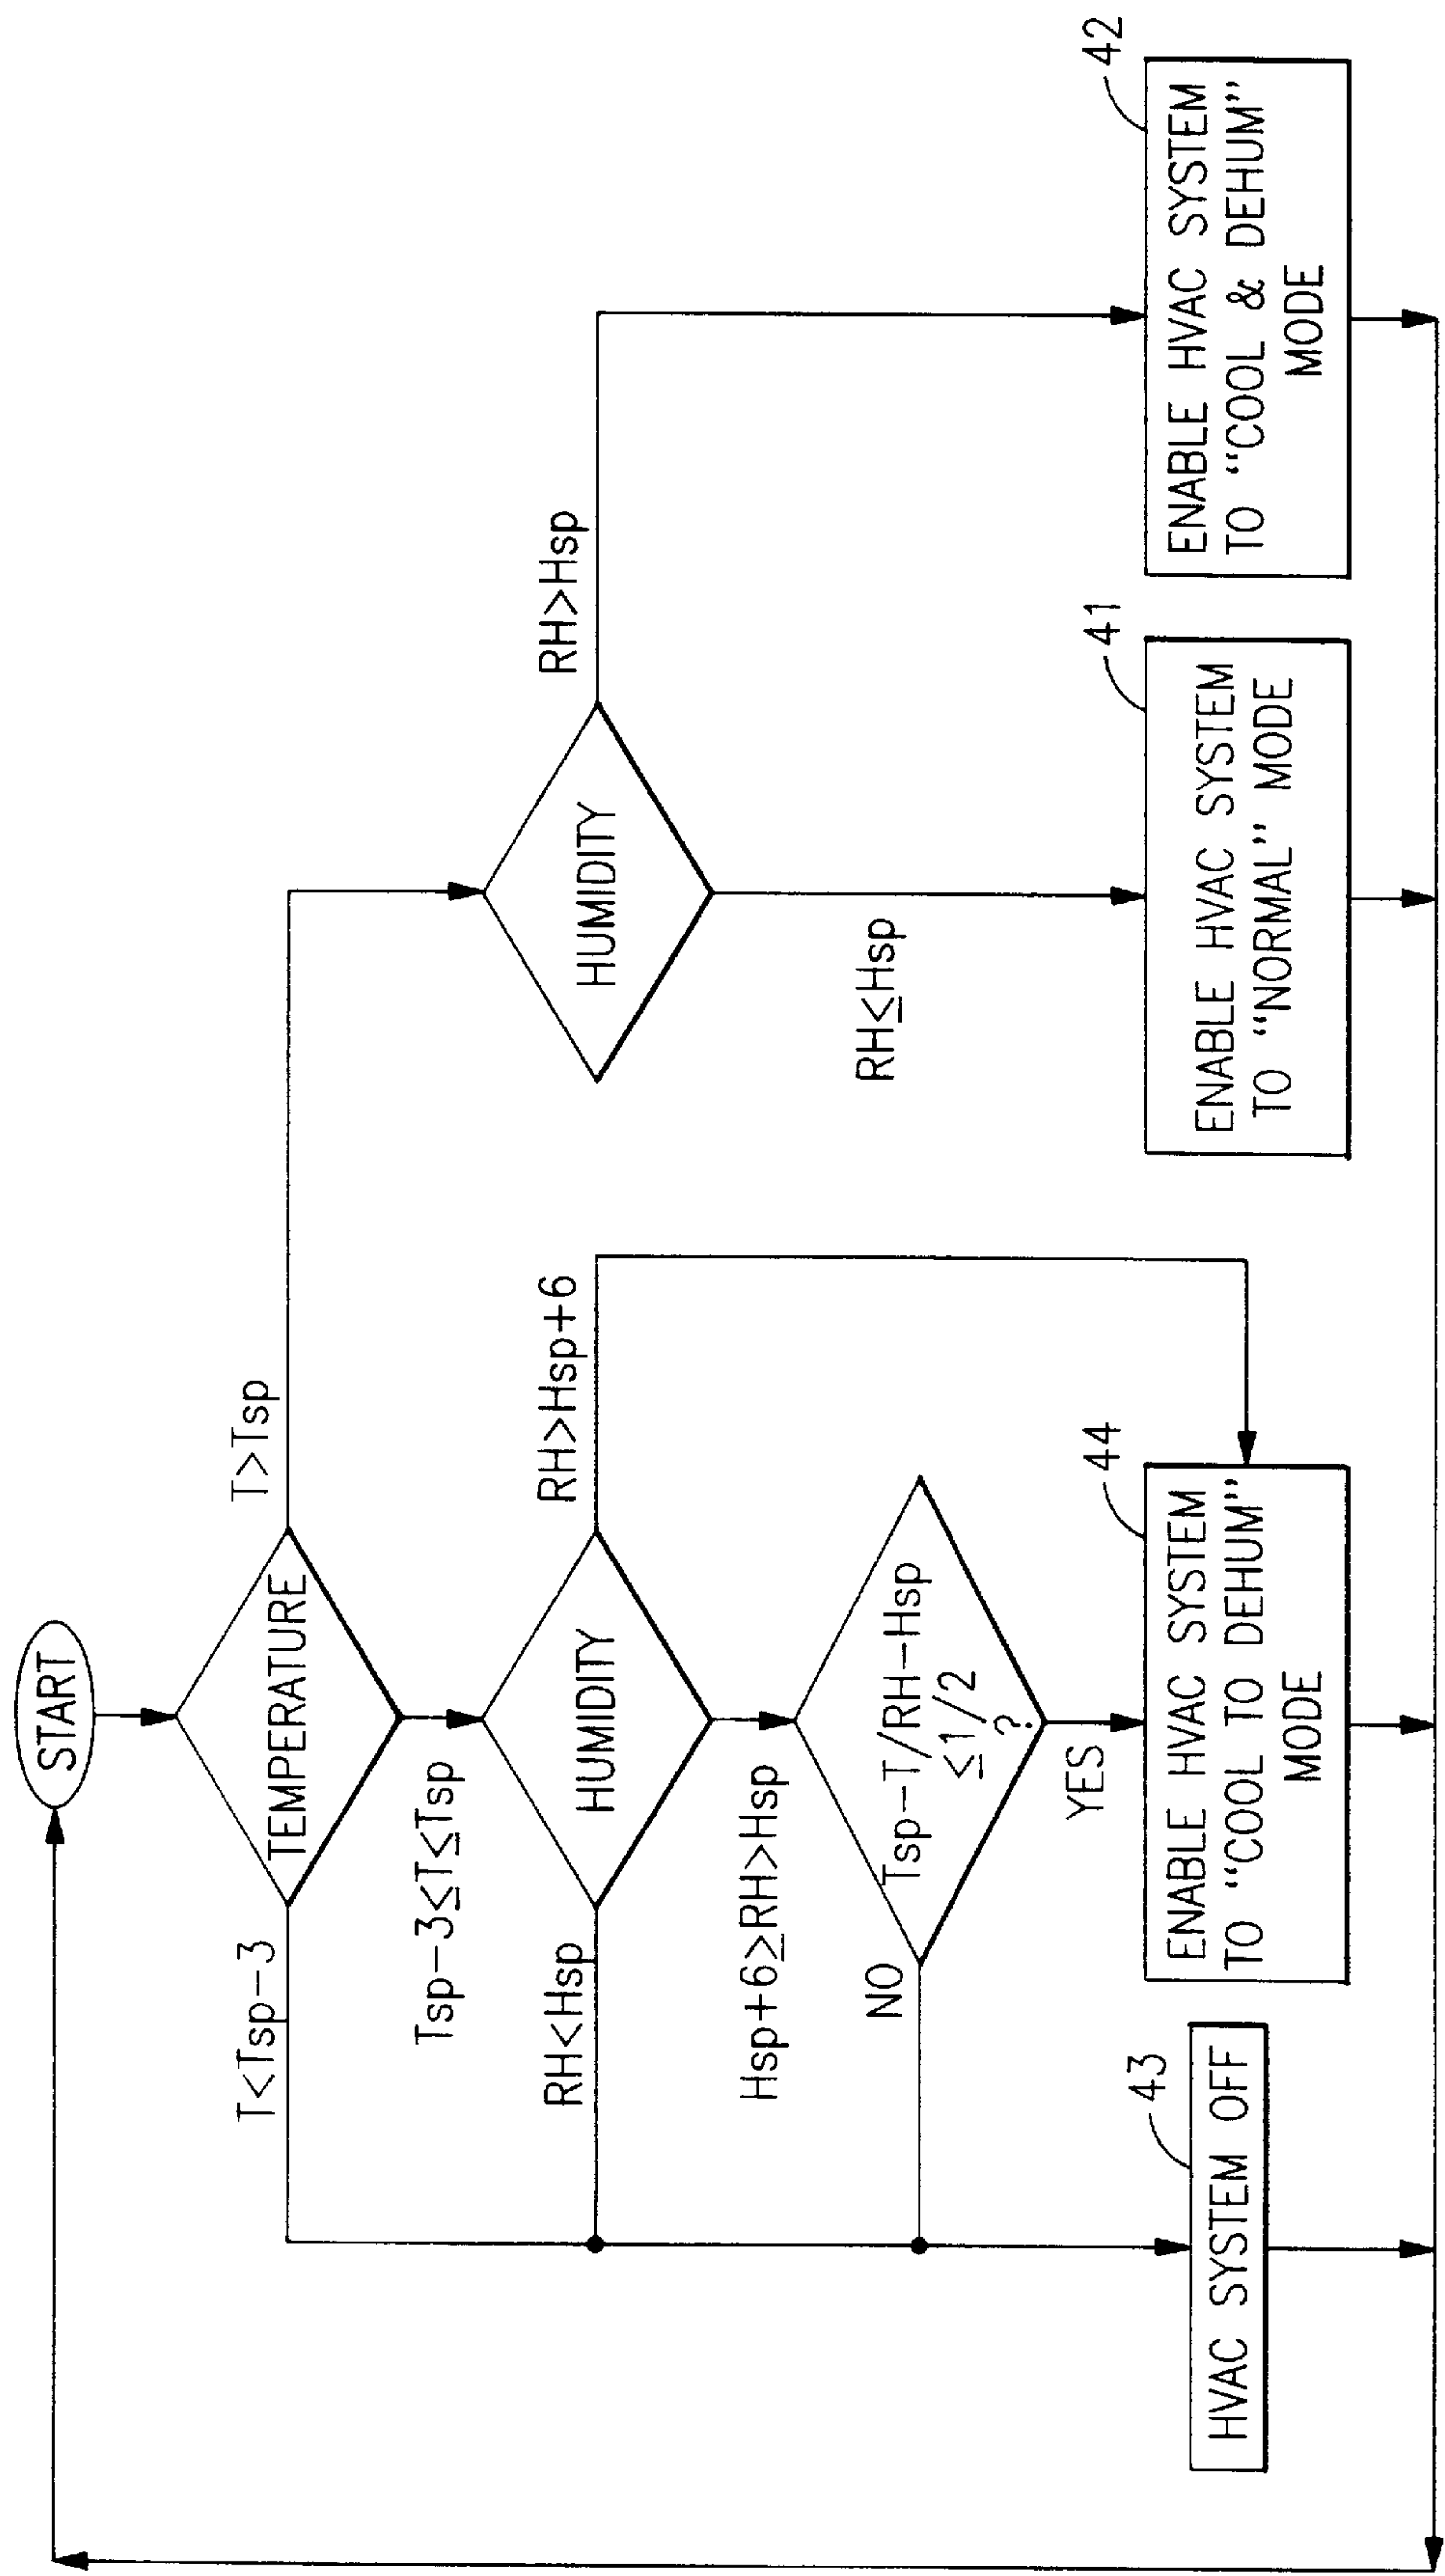 START
TEMPERATURE
T<Tsp-3
T>Tsp
Tsp-3≤T≤Tsp
HUMIDITY
RH<Hsp
RH>Hsp+6
HUMIDITY
RH>Hsp
Hsp+6≥RH>Hsp
RH≤Hsp
Tsp-T/RH-Hsp
≤1/2
?
NO
YES
43
HVAC SYSTEM OFF
44
ENABLE HVAC SYSTEM
TO "COOL TO DEHUM"
MODE
41
ENABLE HVAC SYSTEM
TO "NORMAL" MODE
42
ENABLE HVAC SYSTEM
TO "COOL & DEHUM"
MODE